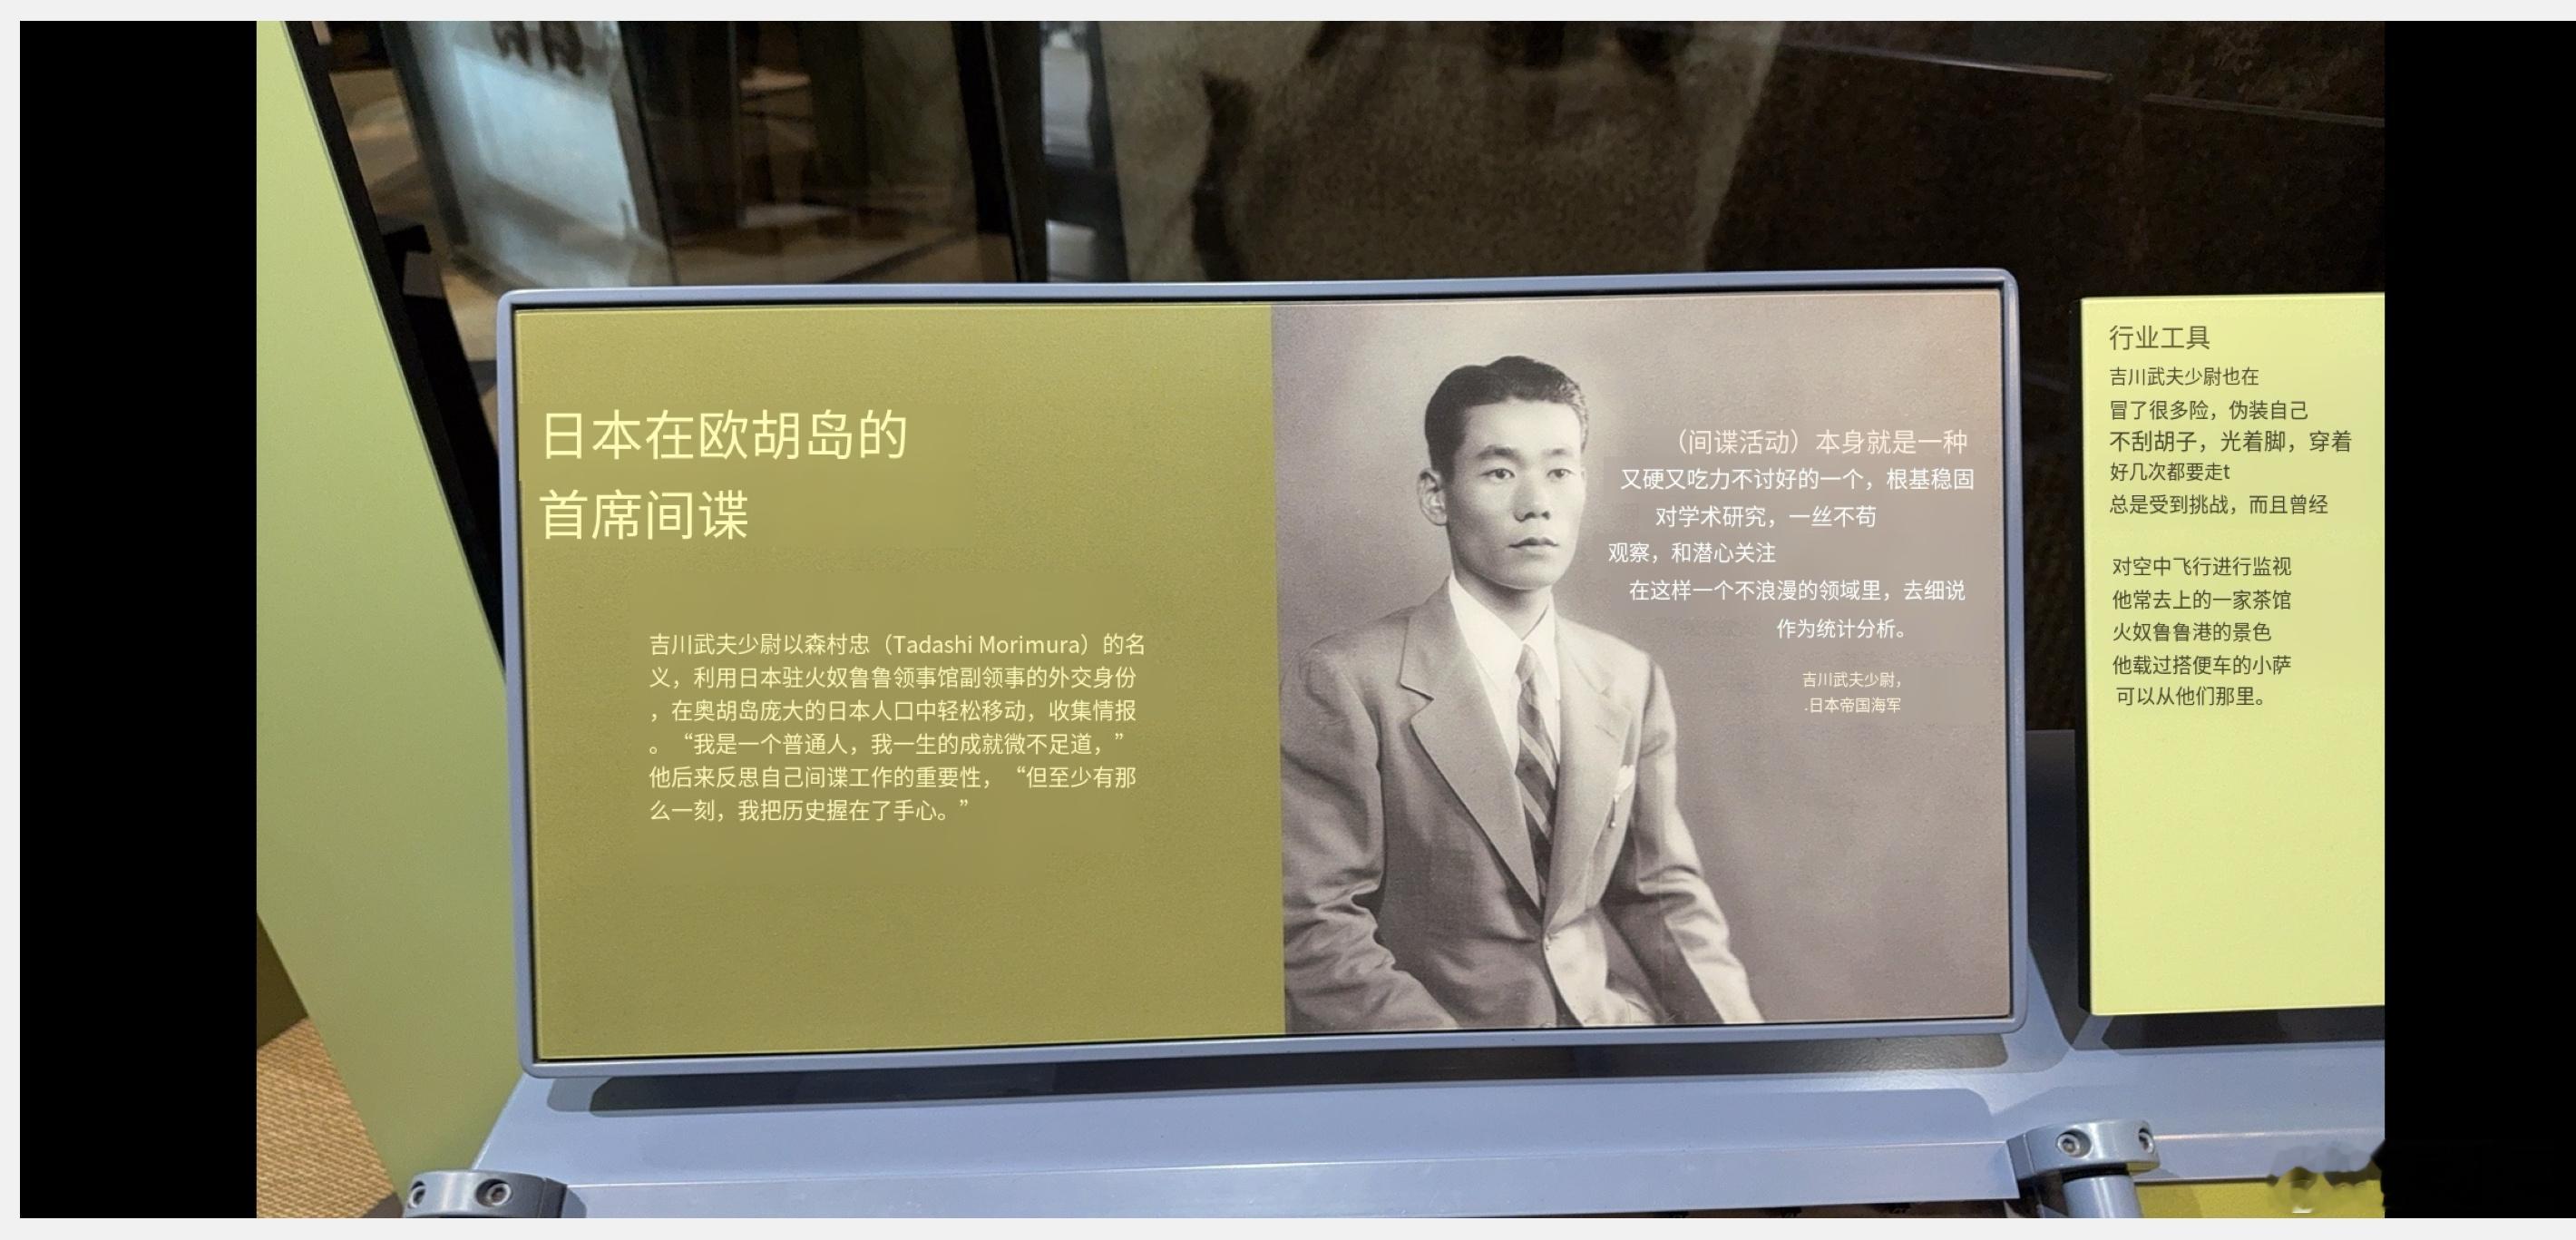 日本在欧胡岛的
首席间谍
吉川武夫少尉以森村忠（Tadashi Morimura）的名
义，利用日本驻火奴鲁鲁领事馆副领事的外交身份
，在奥胡岛庞大的日本人口中轻松移动，收集情报
。“我是一个普通人，我一生的成就微不足道，”
他后来反思自己间谍工作的重要性，“但至少有那
么一刻，我把历史握在了手心。”
（间谍活动）本身就是一种
又硬又吃力不讨好的一个，根基稳固
对学术研究，一丝不苟
观察，和潜心关注
在这样一个不浪漫的领域里，去细说
作为统计分析。
吉川武夫少尉，
.日本帝国海军
行业工具
吉川武夫少尉也在
冒了很多险，伪装自己
不刮胡子，光着脚，穿着
好几次都要走t
总是受到挑战，而且曾经
对空中飞行进行监视
他常去上的一家茶馆
火奴鲁鲁港的景色
他载过搭便车的小萨
可以从他们那里。